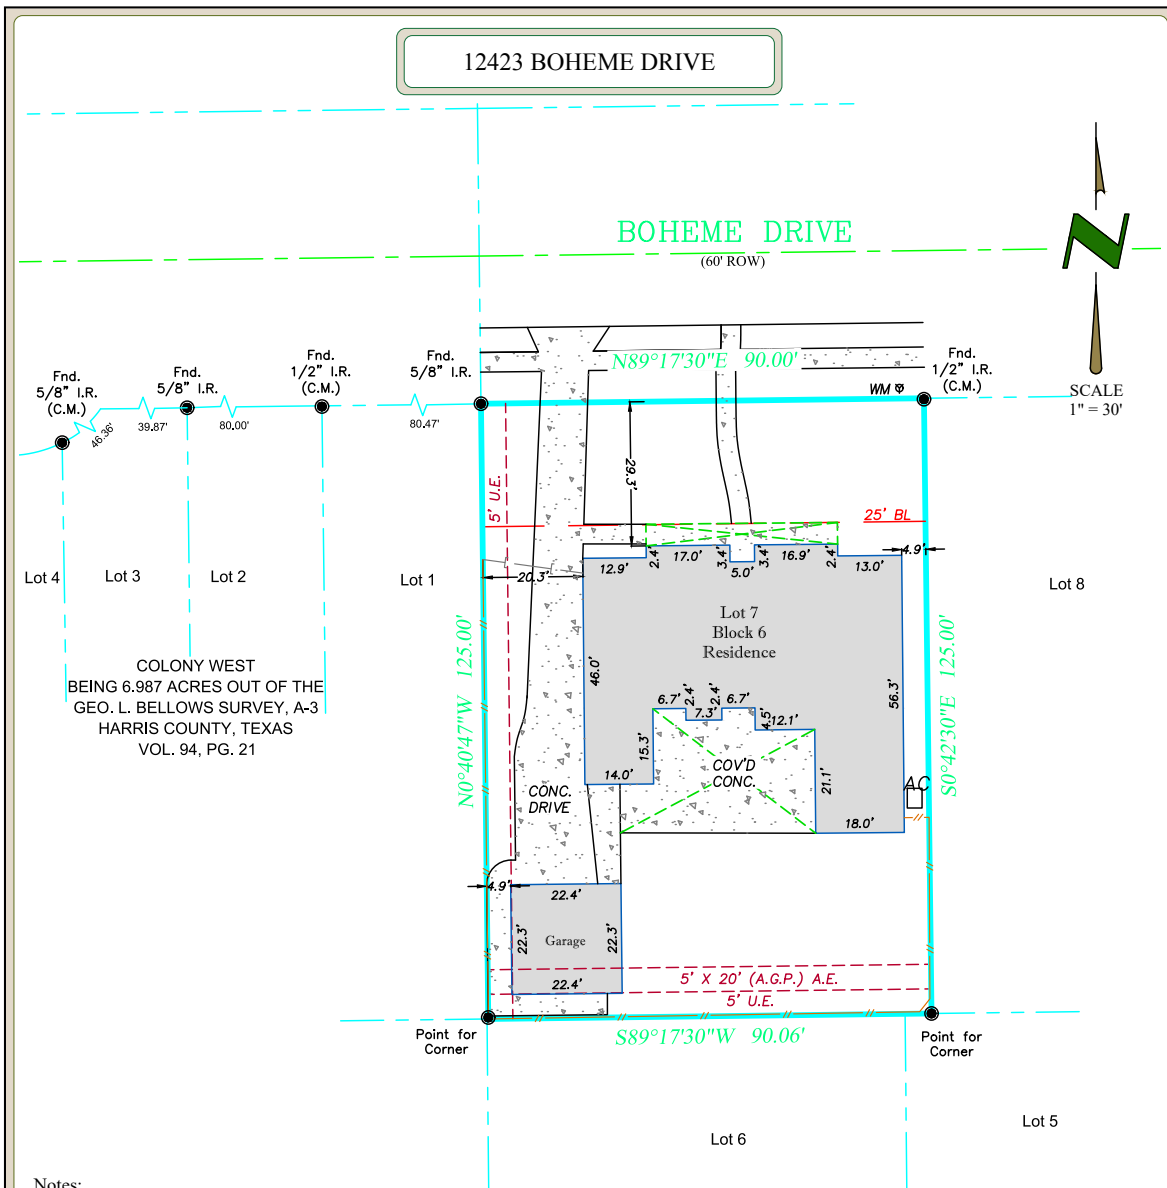 12423 BOHEME DRIVE
BOHEME DRIVE
(60' ROW)
SCALE
1" = 30'
N89°17'30"E 90.00'
Fnd.
5/8" I.R.
(C.M.)
Fnd.
5/8" I.R.
Fnd.
1/2" I.R.
(C.M.)
Fnd.
5/8" I.R.
Fnd.
1/2" I.R.
(C.M.)
WM
46.36'
39.87'
80.00'
80.47'
29.3'
5' U.E.
25' BL
4.9'
12.9'
2.4'
17.0'
3.4'
5.0'
3.4'
16.9'
2.4'
13.0'
20.3'
Lot 4
Lot 3
Lot 2
Lot 1
Lot 8
Lot 7
Block 6
Residence
COLONY WEST
BEING 6.987 ACRES OUT OF THE
GEO. L. BELLOWS SURVEY, A-3
HARRIS COUNTY, TEXAS
VOL. 94, PG. 21
N0°40'47"W 125.00'
46.0'
56.3'
S0°42'30"E 125.00'
6.7'
2.4'
7.3'
2.4'
6.7'
4.5'
12.1'
15.3'
14.0'
COV'D
CONC.
21.1'
18.0'
AC
CONC.
DRIVE
4.9'
22.4'
22.3'
Garage
22.3'
22.4'
5' X 20' (A.G.P.) A.E.
5' U.E.
Point for
Corner
S89°17'30"W 90.06'
Point for
Corner
Lot 6
Lot 5
Notes: